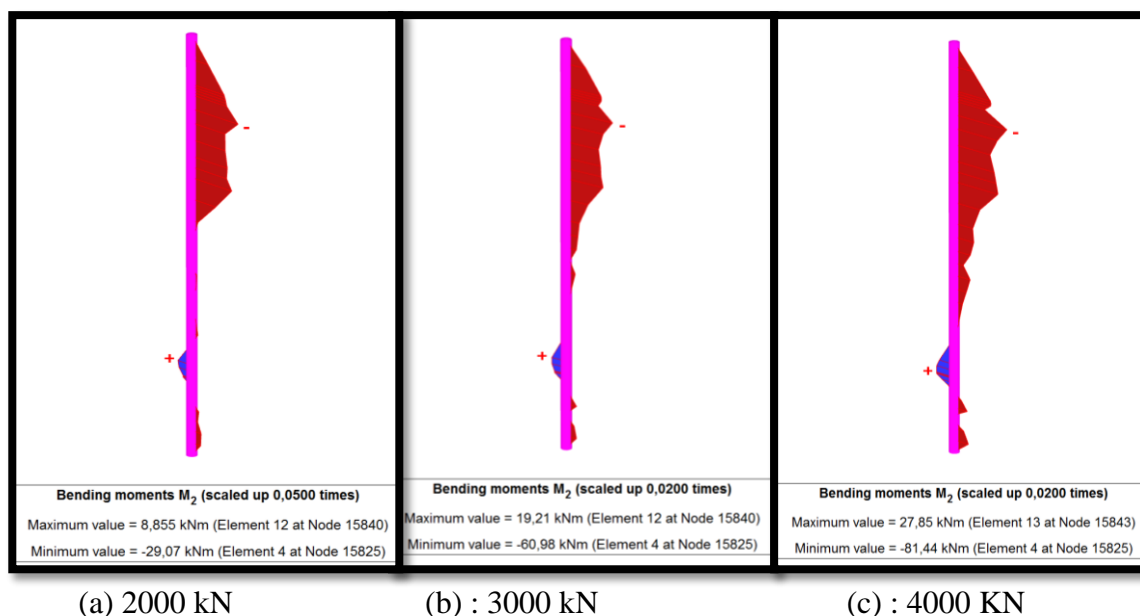 -
+
Bending moments M₂ (scaled up 0,0500 times)
Maximum value = 8,855 kNm (Element 12 at Node 15840)
Minimum value = -29,07 kNm (Element 4 at Node 15825)
-
+
Bending moments M₂ (scaled up 0,0200 times)
Maximum value = 19,21 kNm (Element 12 at Node 15840)
Minimum value = -60,98 kNm (Element 4 at Node 15825)
-
+
Bending moments M₂ (scaled up 0,0200 times)
Maximum value = 27,85 kNm (Element 13 at Node 15843)
Minimum value = -81,44 kNm (Element 4 at Node 15825)
(a) 2000 kN (b) : 3000 kN (c) : 4000 KN